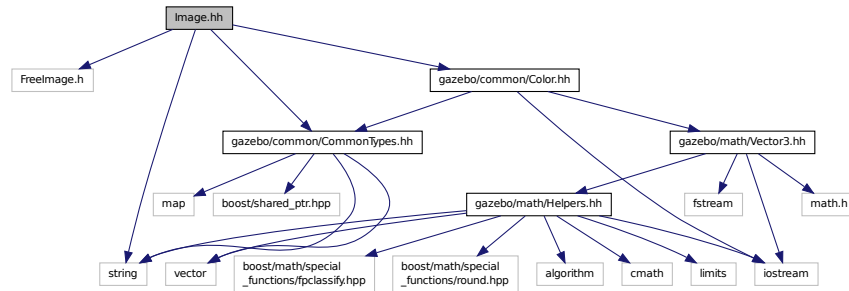 Image.hh
FreeImage.h
gazebo/common/Color.hh
gazebo/common/CommonTypes.hh
gazebo/math/Vector3.hh
map
boost/shared_ptr.hpp
gazebo/math/Helpers.hh
fstream
math.h
string
vector
boost/math/special
_functions/fpclassify.hpp
boost/math/special
_functions/round.hpp
algorithm
cmath
limits
iostream